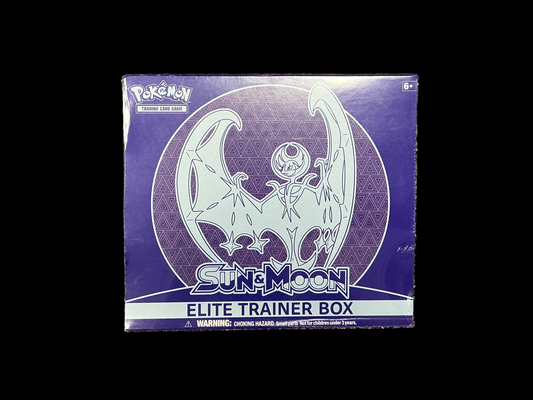 POKéMON
TRADING CARD GAME
6+
SUN & MOON
ELITE TRAINER BOX
⚠ WARNING: CHOKING HAZARD. Small parts. Not for children under 3 years.